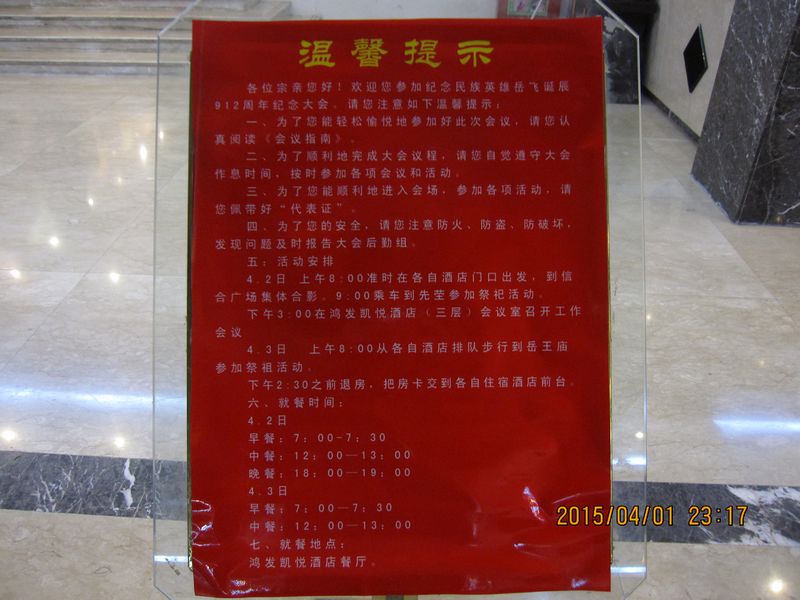 温馨提示
各位宗亲您好！欢迎您参加纪念民族英雄岳飞诞辰
912周年纪念大会。请您注意如下温馨提示：
一、为了您能轻松愉悦地参加好此次会议，请您认
真阅读《会议指南》。
二、为了顺利地完成大会议程，请您自觉遵守大会
作息时间，按时参加各项会议和活动。
三、为了您能顺利地进入会场，参加各项活动，请
您佩带好“代表证”。
四、为了您的安全，请您注意防火、防盗、防破坏，
发现问题及时报告大会后勤组。
五：活动安排
4.2日 上午8:00准时在各自酒店门口出发，到信
合广场集体合影。9:00乘车到先茔参加祭祀活动。
下午3:00在鸿发凯悦酒店（三层）会议室召开工作
会议
4.3日 上午8:00从各自酒店排队步行到岳王庙
参加祭祖活动。
下午2:30之前退房，把房卡交到各自住宿酒店前台。
六、就餐时间：
4.2日
早餐：7：00-7：30
中餐：12：00—13：00
晚餐：18：00—19：00
4.3日
早餐：7：00—7：30
中餐：12：00—13：00
七、就餐地点：
鸿发凯悦酒店餐厅。
2015/04/01 23:17